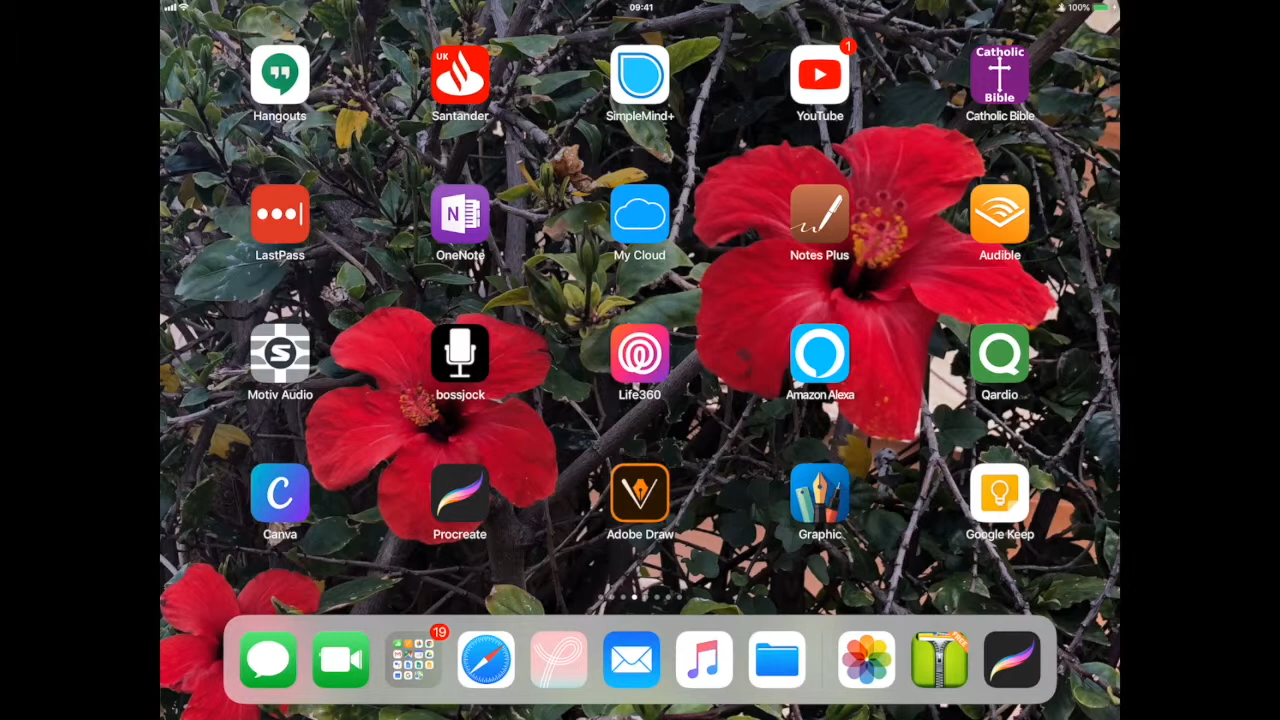 09:41
100%
1
UK
Catholic
Bible
Hangouts
Santander
SimpleMind+
YouTube
Catholic Bible
N
LastPass
OneNote
My Cloud
Notes Plus
Audible
S
Motiv Audio
bossjock
Life360
Amazon Alexa
Qardio
C
Canva
Procreate
Adobe Draw
Graphic
Google Keep
19